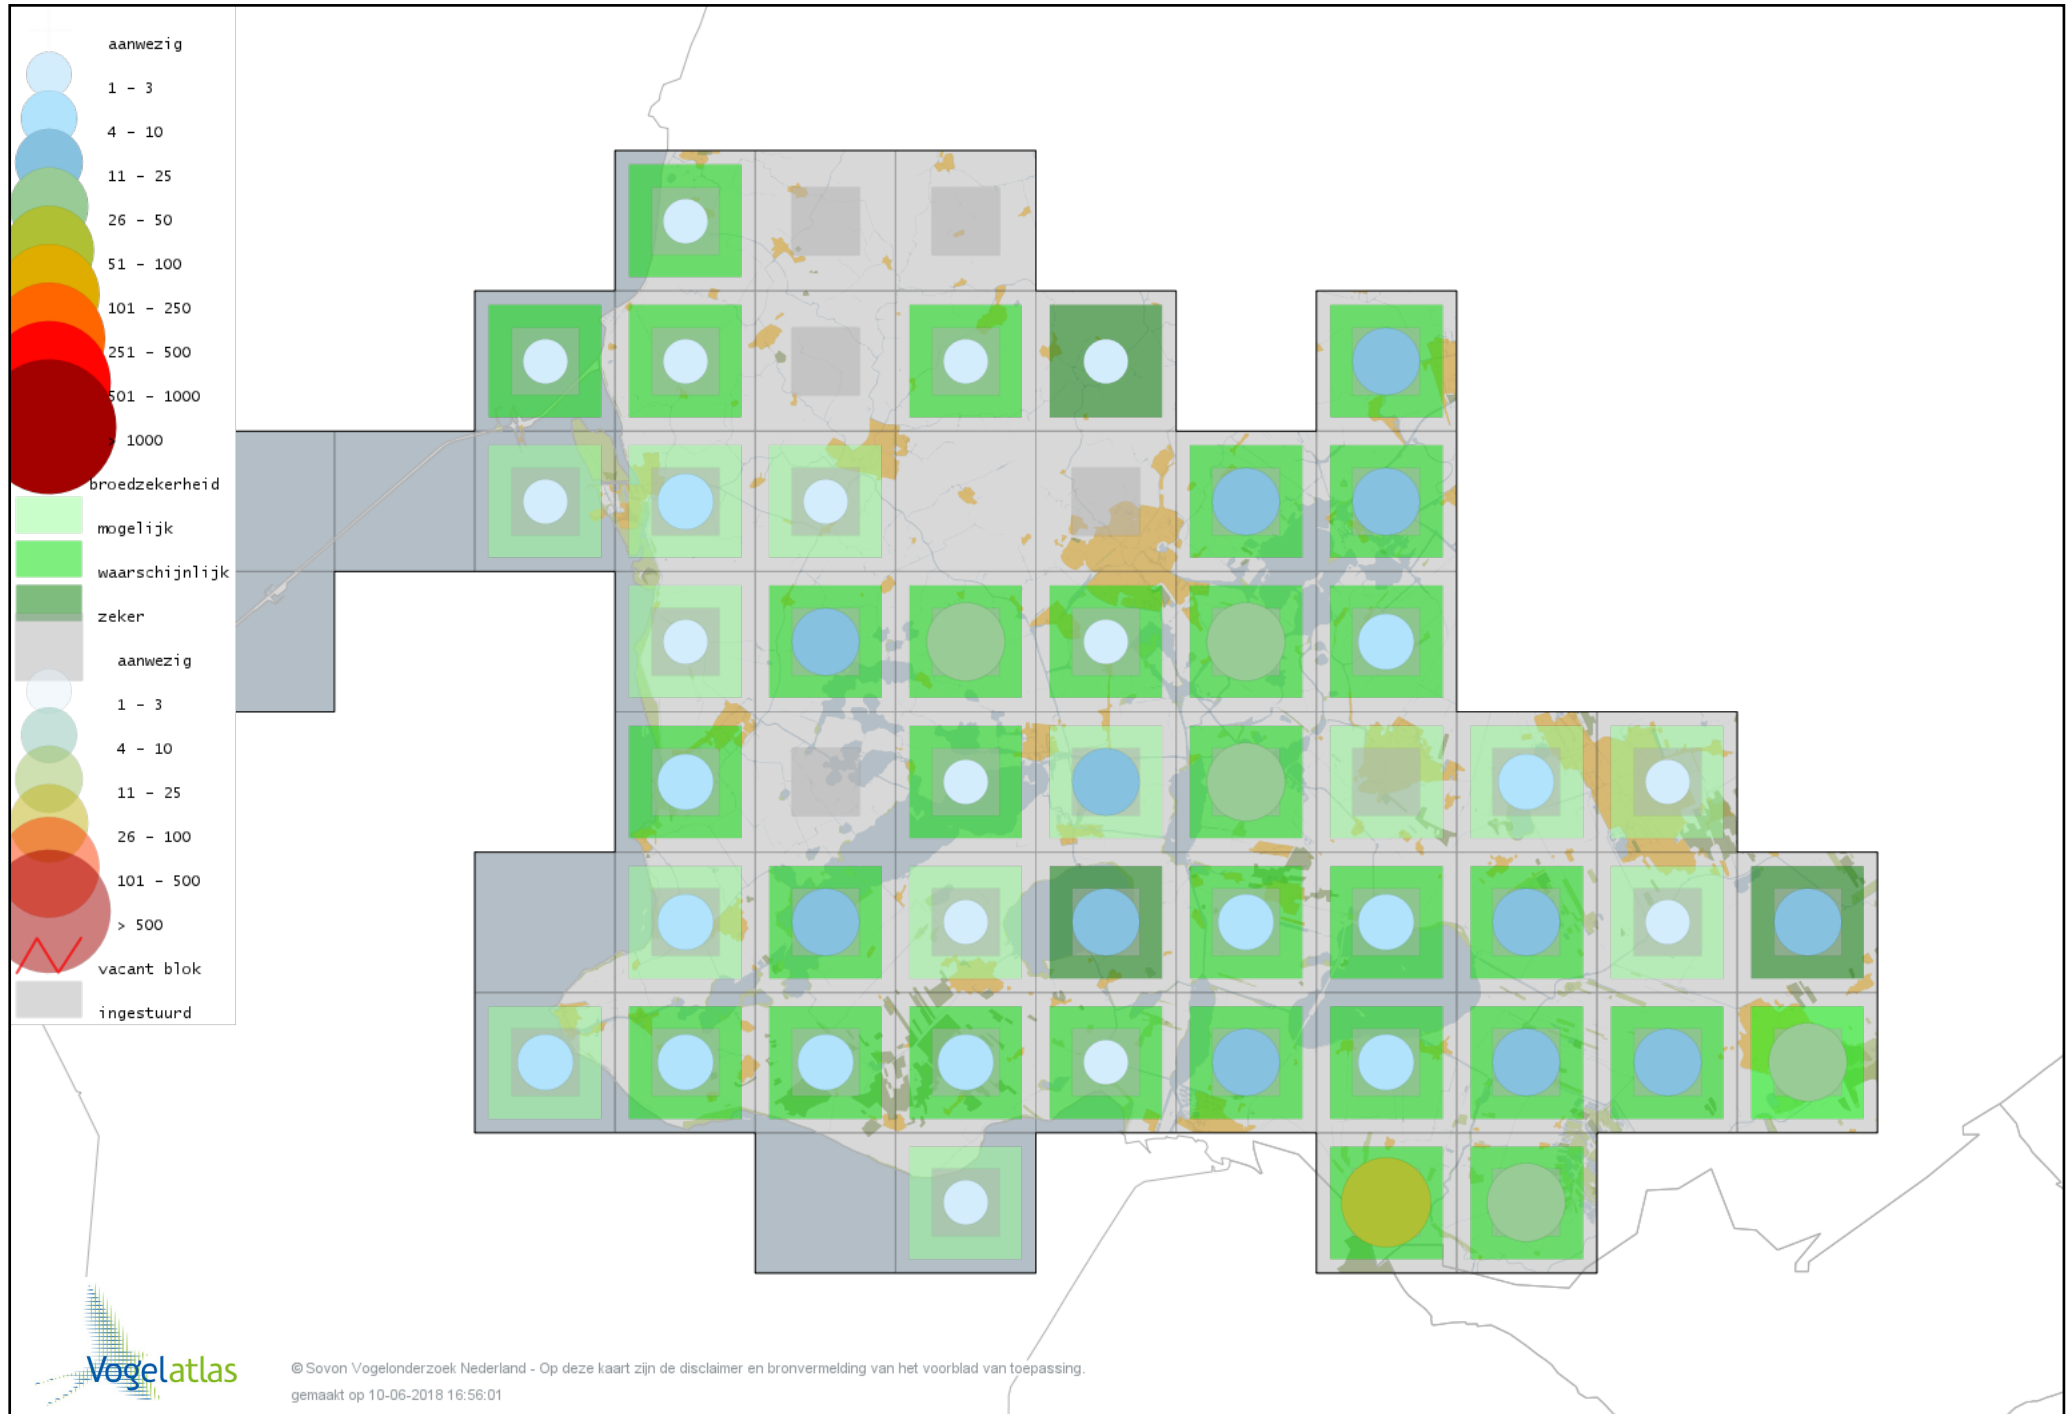 aanwezig
1 - 3
4 - 10
11 - 25
26 - 50
51 - 100
101 - 250
251 - 500
501 - 1000
> 1000
broedzekerheid
mogelijk
waarschijnlijk
zeker
aanwezig
1 - 3
4 - 10
11 - 25
26 - 100
101 - 500
> 500
vacant blok
ingestuurd
Vogelatlas
© Sovon Vogelonderzoek Nederland - Op deze kaart zijn de disclaimer en bronvermelding van het voorblad van toepassing.
gemaakt op 10-06-2018 16:56:01